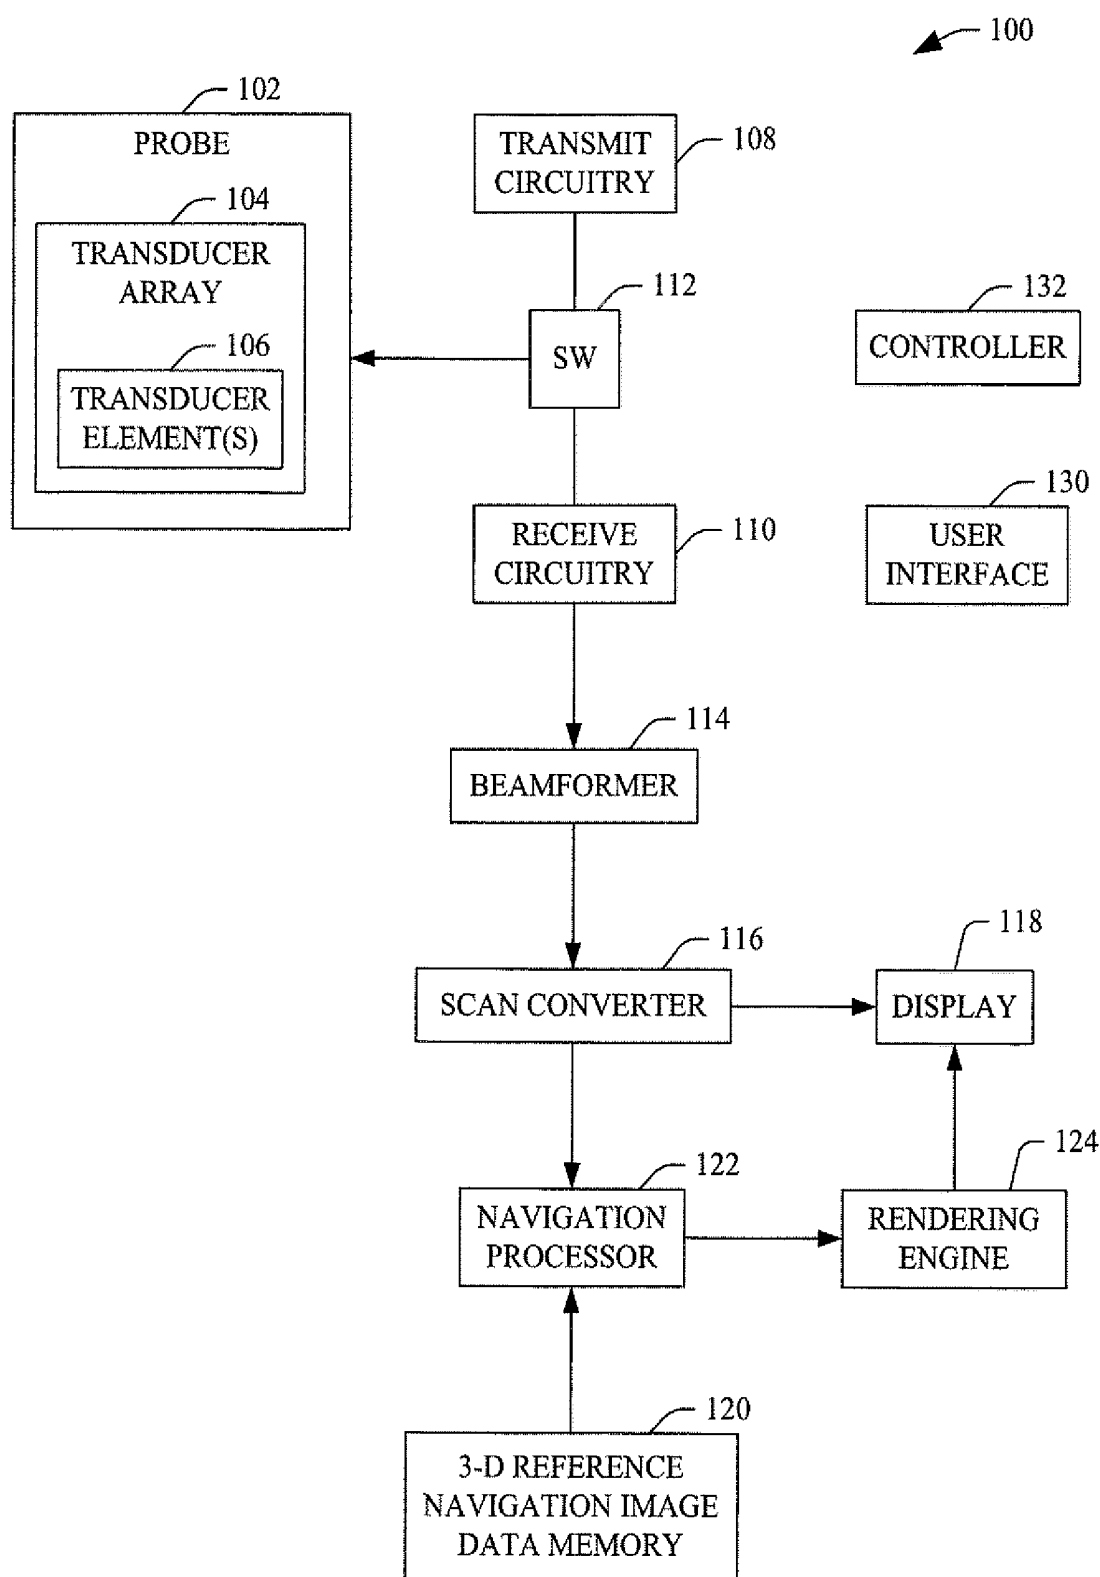 100
102
PROBE
104
TRANSDUCER
ARRAY
106
TRANSDUCER
ELEMENT(S)
TRANSMIT
CIRCUITRY
108
112
SW
132
CONTROLLER
RECEIVE
CIRCUITRY
110
130
USER
INTERFACE
114
BEAMFORMER
116
SCAN CONVERTER
118
DISPLAY
122
NAVIGATION
PROCESSOR
124
RENDERING
ENGINE
120
3-D REFERENCE
NAVIGATION IMAGE
DATA MEMORY